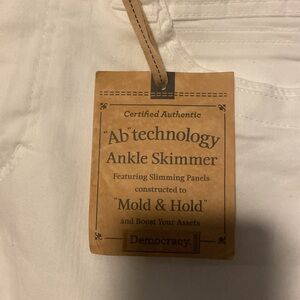 Certified Authentic
"Ab"technology
Ankle Skimmer
Featuring Slimming Panels
constructed to
"Mold & Hold"
and Boost Your Assets
Democracy.